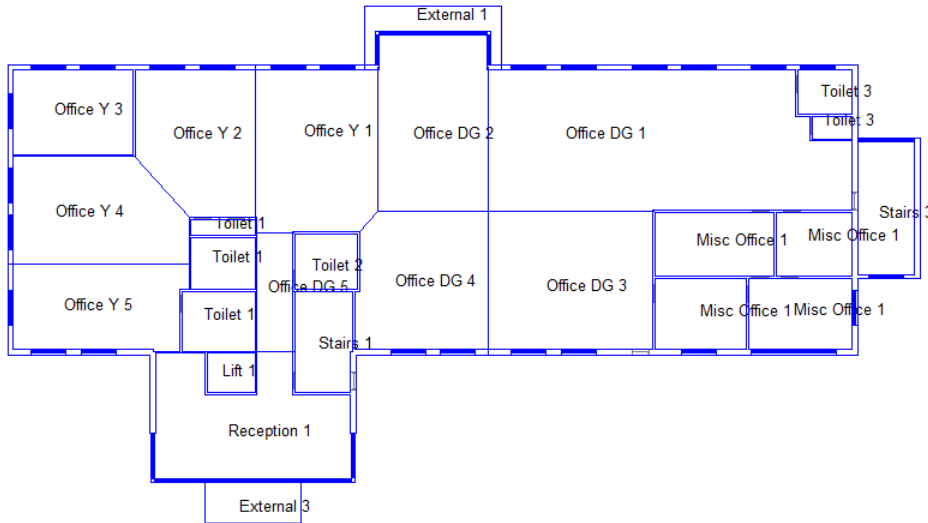 External 1
Toilet 3
Office Y 3
Office Y 2
Office Y 1
Office DG 2
Office DG 1
Toilet 3
Office Y 4
Toilet 1
Stairs 3
Misc Office 1
Misc Office 1
Toilet 1
Toilet 2
Office DG 5
Office DG 4
Office DG 3
Office Y 5
Toilet 1
Misc Office 1
Misc Office 1
Stairs 1
Lift 1
Reception 1
External 3